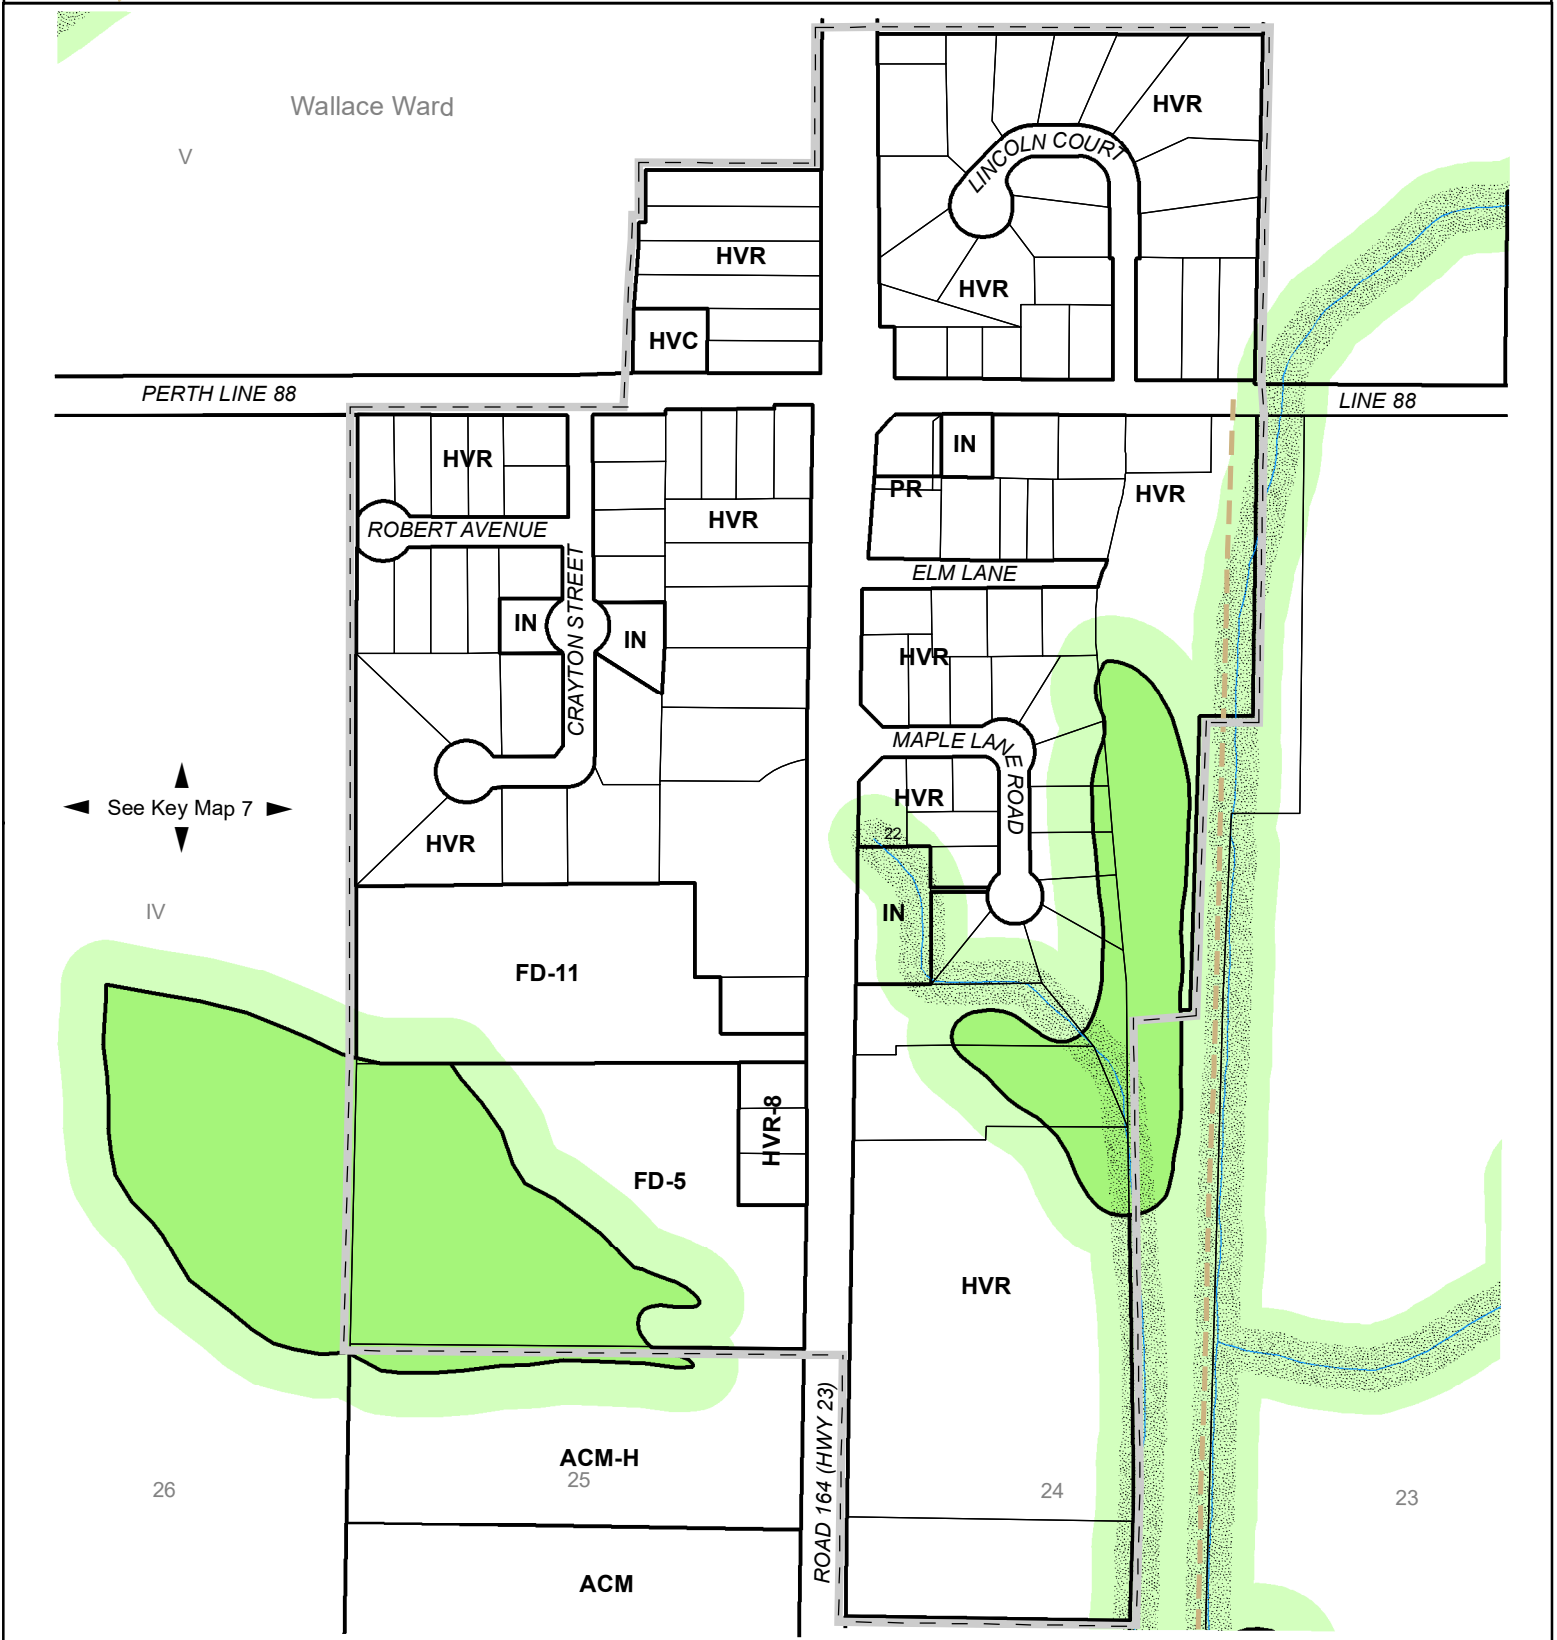 Wallace Ward
V
HVR
LINCOLN COURT
HVR
HVR
HVC
PERTH LINE 88
LINE 88
HVR
IN
PR
HVR
HVR
ROBERT AVENUE
ELM LANE
CRAYTON STREET
IN
IN
HVR
MAPLE LANE ROAD
See Key Map 7
HVR
22
HVR
IV
IN
FD-11
HVR-8
FD-5
HVR
ROAD 164 (HWY 23)
ACM-H
25
26
24
23
ACM